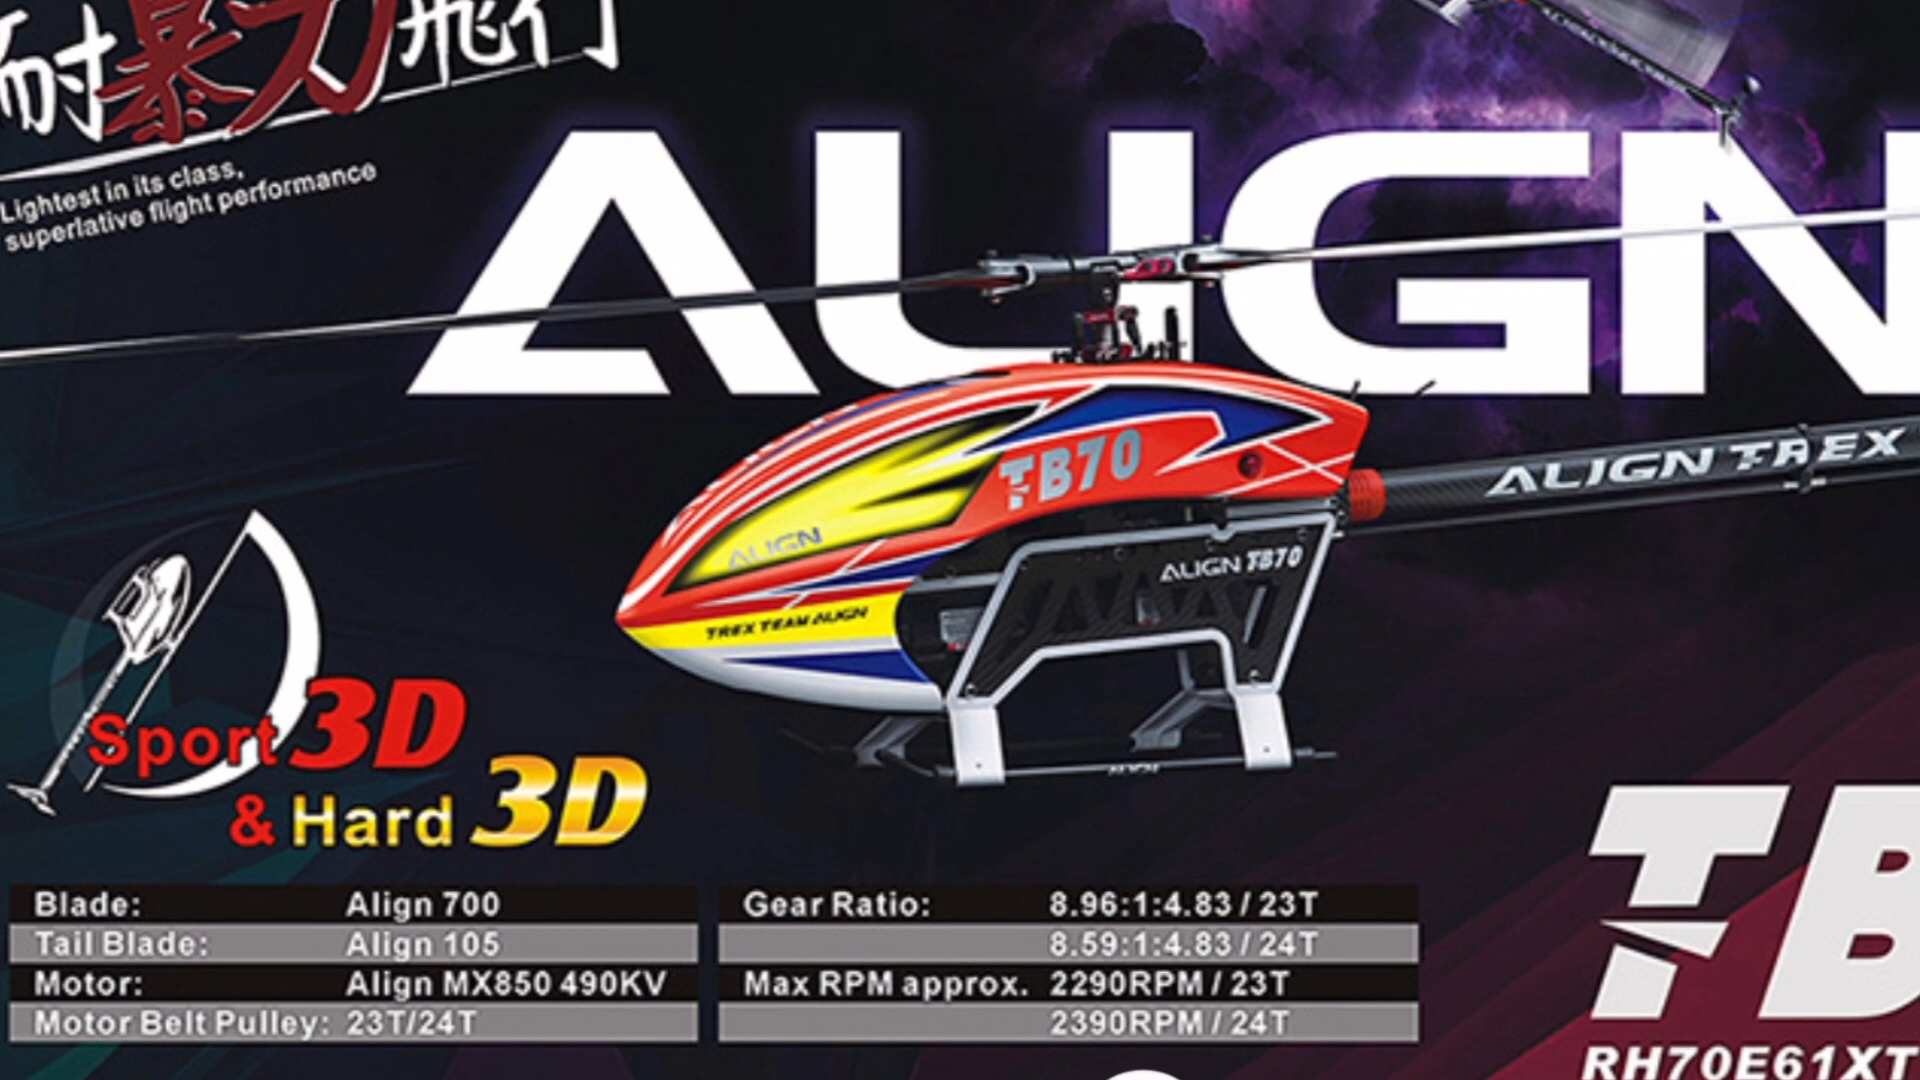 耐暴力飛行
Lightest in its class,
superlative flight performance
ALIGN
TB70
ALIGN
ALIGN TREX
ALIGN TB70
TREX TEAM ALIGN
ALIGN
Sport 3D
& Hard 3D
Blade: Align 700
Tail Blade: Align 105
Motor: Align MX850 490KV
Motor Belt Pulley: 23T/24T
Gear Ratio: 8.96:1:4.83 / 23T
8.59:1:4.83 / 24T
Max RPM approx. 2290RPM / 23T
2390RPM / 24T
TB
RH70E61XT